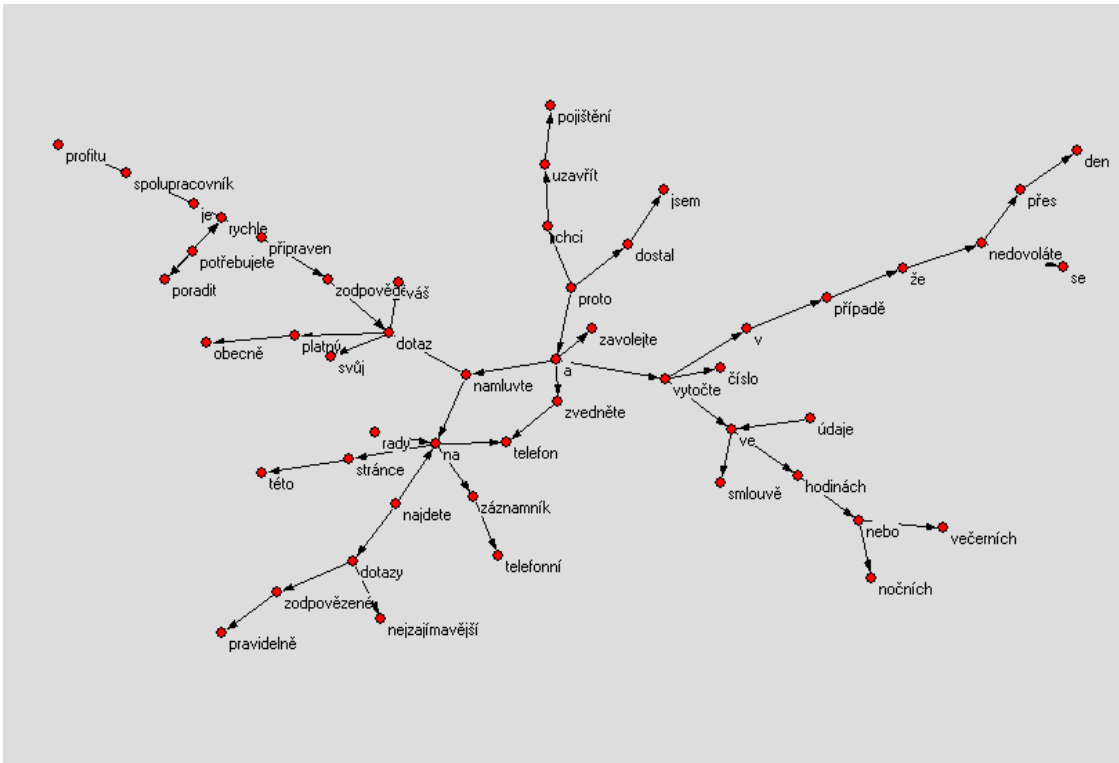 pojištění
profitu
den
uzavřít
spolupracovník
přes
jsem
je
rychle
chci
připraven
dostal
nedovoláte
potřebujete
že
se
poradit
zodpovědě
váš
proto
případě
v
zavolejte
dotaz
platný
obecně
svůj
a
číslo
namluvte
vytočte
zvedněte
údaje
rady
na
telefon
ve
stránce
této
hodinách
smlouvě
najdete
záznamník
nebo
večerních
telefonní
dotazy
nočních
zodpovězené
nejzajímavější
pravidelně